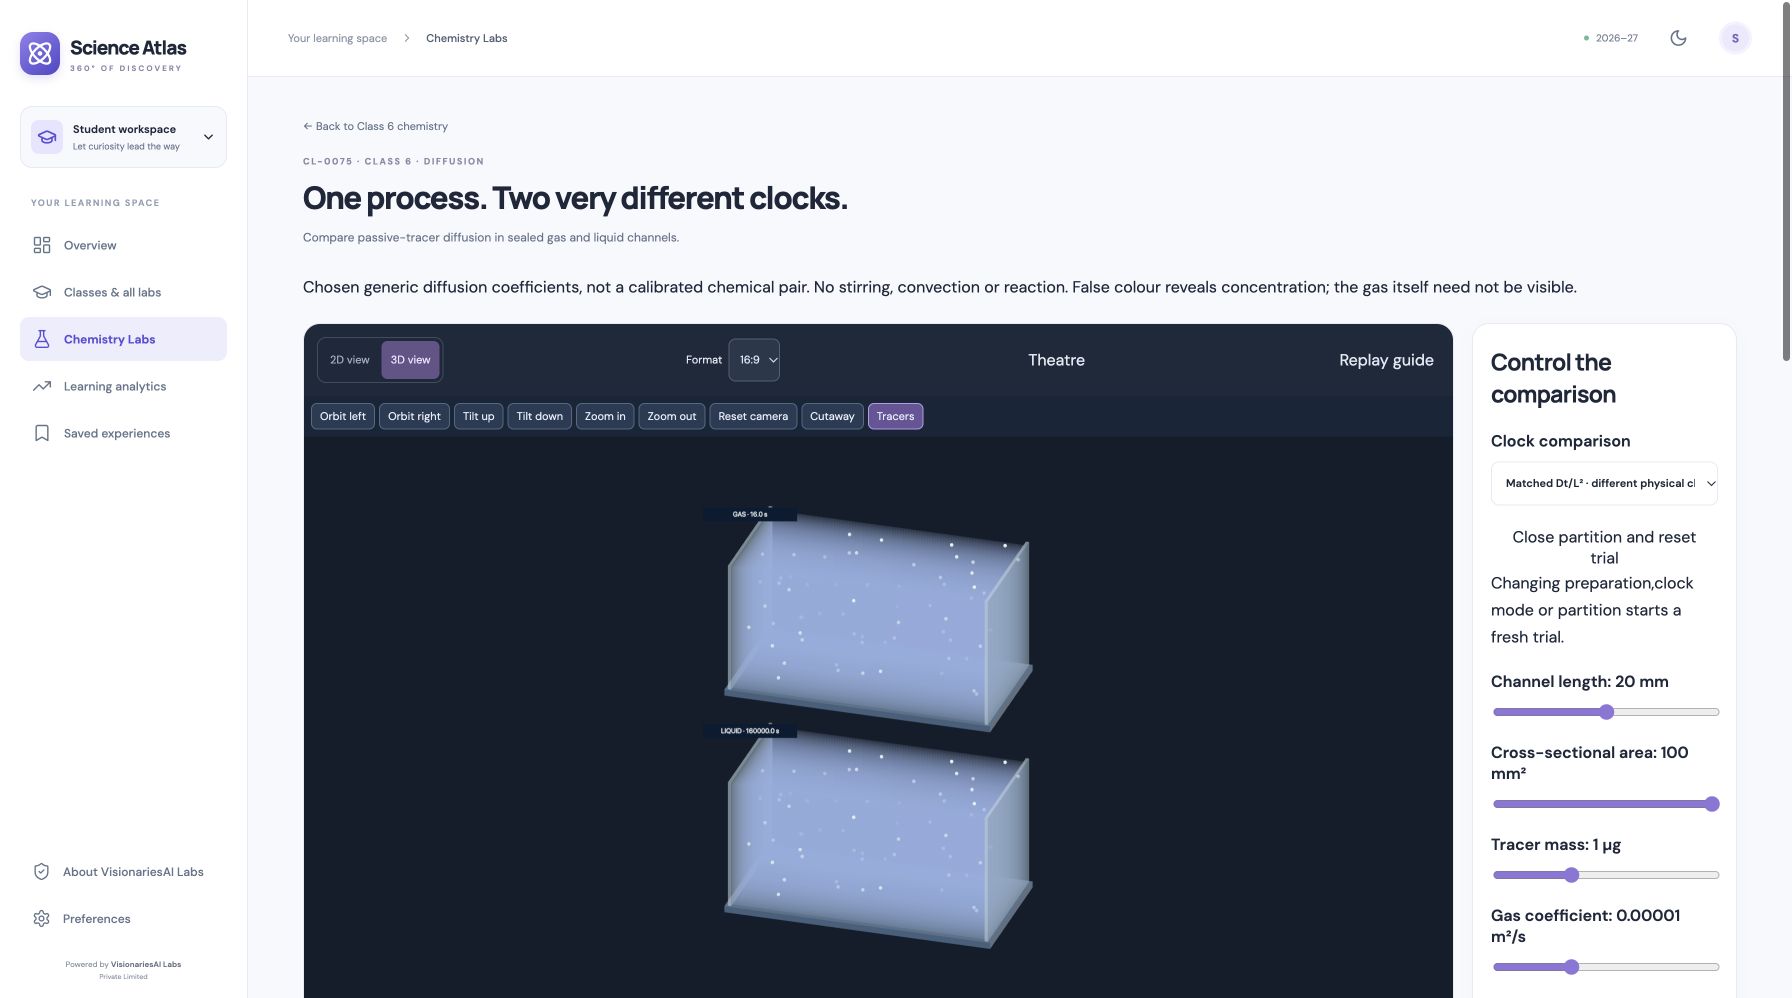 Science Atlas
360° OF DISCOVERY
Student workspace
Let curiosity lead the way
YOUR LEARNING SPACE
Overview
Classes & all labs
Chemistry Labs
Learning analytics
Saved experiences
About VisionariesAI Labs
Preferences
Powered by VisionariesAI Labs
Private Limited
Your learning space
Chemistry Labs
2026–27
S
← Back to Class 6 chemistry
CL-0075 · CLASS 6 · DIFFUSION
One process. Two very different clocks.
Compare passive-tracer diffusion in sealed gas and liquid channels.
Chosen generic diffusion coefficients, not a calibrated chemical pair. No stirring, convection or reaction. False colour reveals concentration; the gas itself need not be visible.
2D view
3D view
Format
16:9
Theatre
Replay guide
Orbit left
Orbit right
Tilt up
Tilt down
Zoom in
Zoom out
Reset camera
Cutaway
Tracers
GAS · 16.0 s
LIQUID · 160000.0 s
Control the
comparison
Clock comparison
Matched Dt/L² · different physical cl
Close partition and reset
trial
Changing preparation,clock
mode or partition starts a
fresh trial.
Channel length: 20 mm
Cross-sectional area: 100
mm²
Tracer mass: 1 µg
Gas coefficient: 0.00001
m²/s